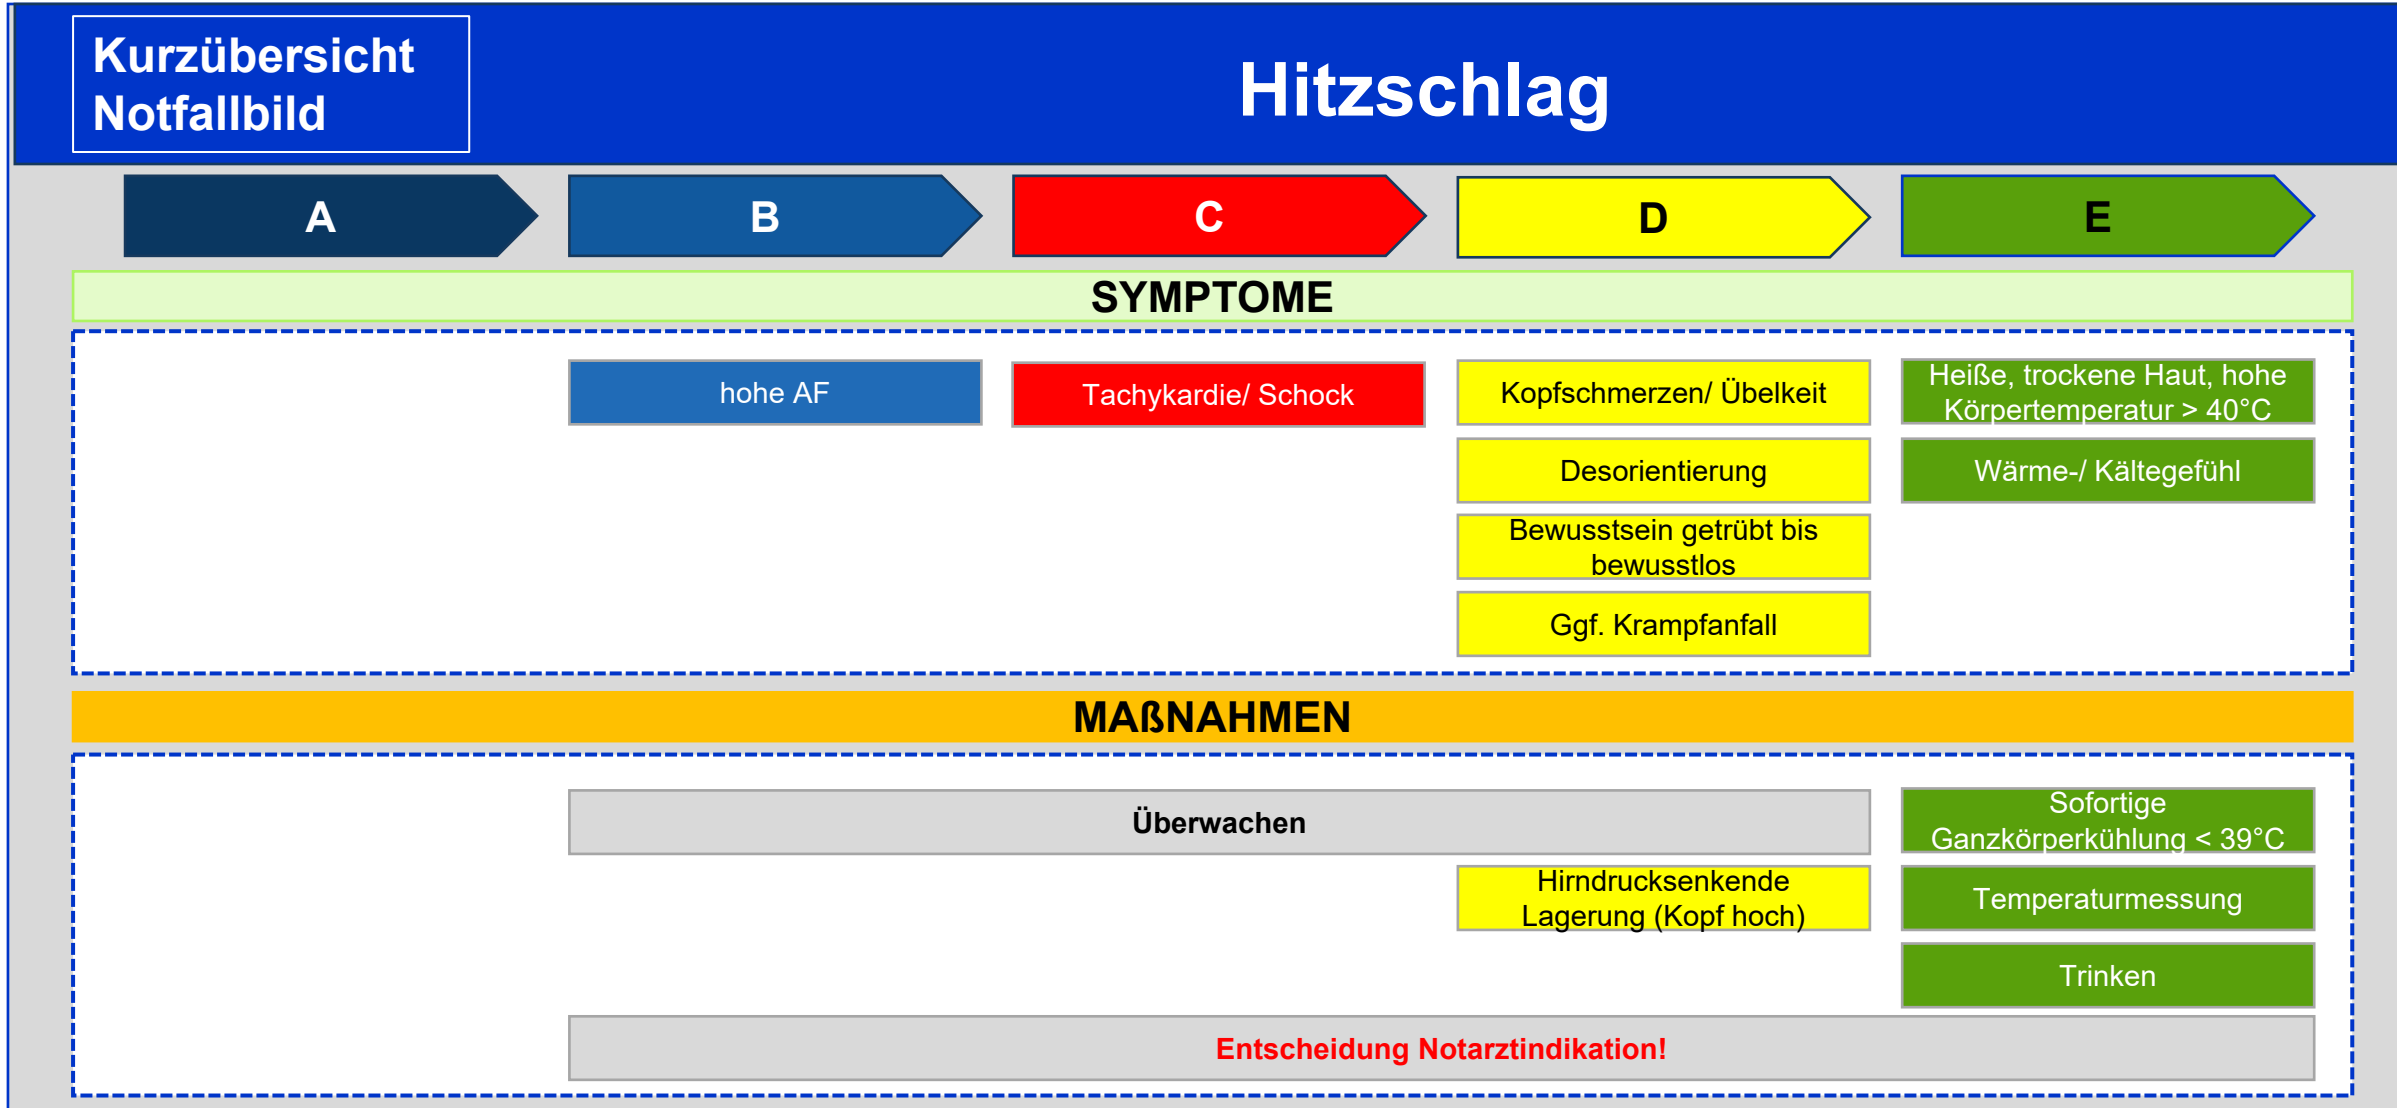 Kurzübersicht
Notfallbild
Hitzschlag
A
B
C
D
E
SYMPTOME
hohe AF
Tachykardie/ Schock
Kopfschmerzen/ Übelkeit
Heiße, trockene Haut, hohe
Körpertemperatur > 40°C
Desorientierung
Wärme-/ Kältegefühl
Bewusstsein getrübt bis
bewusstlos
Ggf. Krampfanfall
MAßNAHMEN
Überwachen
Sofortige
Ganzkörperkühlung < 39°C
Hirndrucksenkende
Lagerung (Kopf hoch)
Temperaturmessung
Trinken
Entscheidung Notarztindikation!